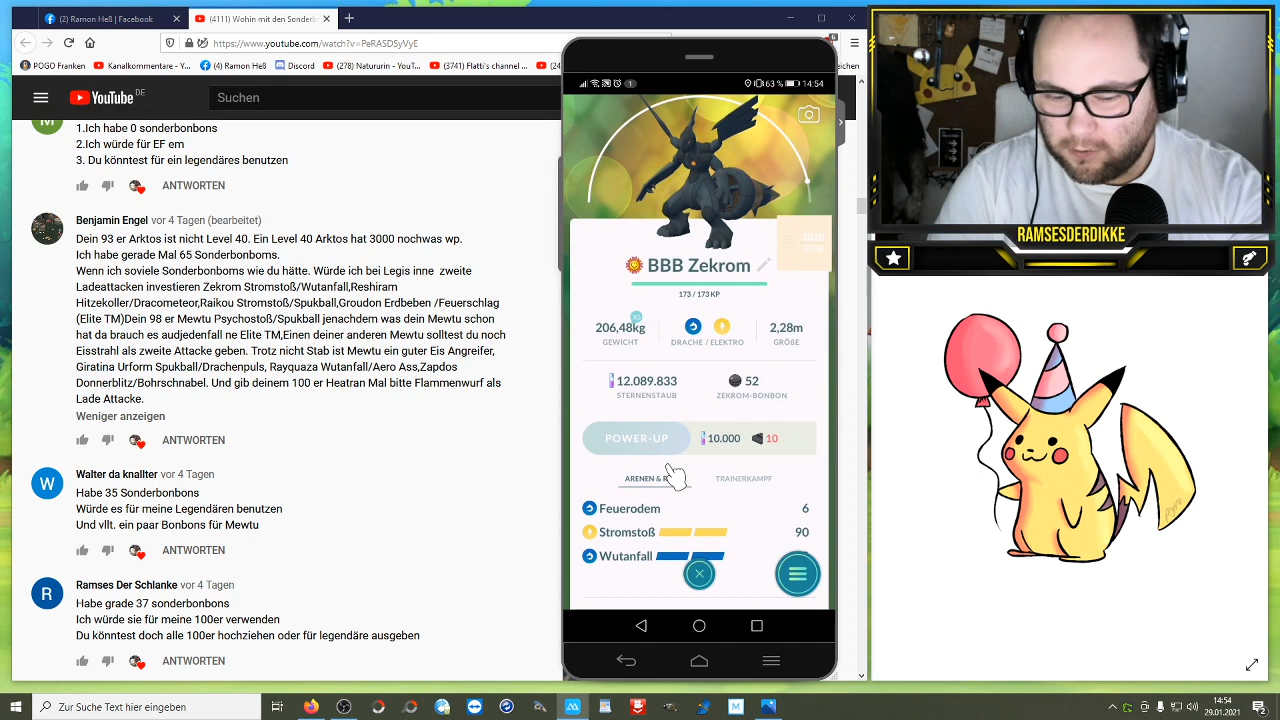 (2) Ramon Heß | Facebook
(4111) Wohin mit den Sonderb
https://www.youtube.com/watch?v=PeRASDSyVyE
POGO Franken
Kanalkommentare - Y...
(4) Ramon Heß
Discord
(278) Natururin - Yo...
(3741) Flatti's channel...
eichen
YouTube DE
Suchen
1.Ich habe 0 sonderbonbons
2.Ich würde für EF em
3. Du könntest für ein legendäres benutzen
ANTWORTEN
Benjamin Engel vor 4 Tagen (bearbeitet)
Dein 93 er Arktos ist nicht Level 40. Ein Level 40 Arktos hat 3000 nochwas wp.
Ich habe gerade Mal 65 Sonderbonboms.
Wenn ich soviele Sonderbonboms wie du hätte. Würde ich bei Legis inne zweite
Ladeattacken investieren Zekrom Stromstoß/Wutanfall,Reshiram
Hitzekoller/Dracometeor,Raikou Stromstoß/Spukball,Groudon Erdbeben /Feuerschlag
(Elite TM)Dein 98 er Mewtu Psychostoß/Spukball jenachdem was dein Mewtu schon
hat da brauch es audjedenfall ne Elite TM,Einen deiner anderen Mewtu solltest du noch
Eisstrahl als zweite Attacke geben. Trotz nicht Stab ist Mewtu ein guter Eis Angreifer,
Giratina Urform Spukball/Drachenpuls, Rayquaza Wutanfall/Aero Ass,Zapdos
Donnerblitz/Bohrschnabel. Und gib deinem 100 er Heatran Mal bitte Flammenwurf als
Lade Attacke.
Weniger anzeigen
ANTWORTEN
W
Walter da knallter vor 4 Tagen
Habe 35 Sonderbonbons
Würde es für meine Legendären benutzen
Und vllt. ein paar Bonbons für Mewtu
ANTWORTEN
R
Ramon Der Schlanke vor 4 Tagen
Habe grade 37 sonderbonbons
Ich würde sie für meine 100er verwenden
Du könntest doch alle 100er hochziehen oder für legendäre ausgeben
ANTWORTEN
1
63 %
14:54
2020
BBB Zekrom
173 / 173 KP
XS
206,48kg
GEWICHT
DRACHE / ELEKTRO
2,28m
GRÖßE
12.089.833
STERNENSTAUB
52
ZEKROM-BONBON
POWER-UP
10.000
10
ARENEN & R
TRAINERKAMPF
Feuerodem 6
Stromstoß 90
Wutanfall
RAMSESDERDIKKE
pyro
Zur Suche Text hier eingeben
14:54
29.01.2021
2